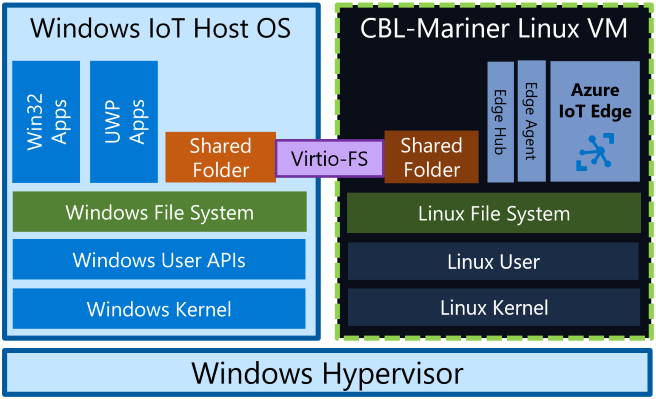 Windows IoT Host OS
Win32
Apps
UWP
Apps
Shared
Folder
Windows File System
Windows User APIs
Windows Kernel
Virtio-FS
CBL-Mariner Linux VM
Shared
Folder
Edge Hub
Edge Agent
Azure
IoT Edge
Linux File System
Linux User
Linux Kernel
Windows Hypervisor